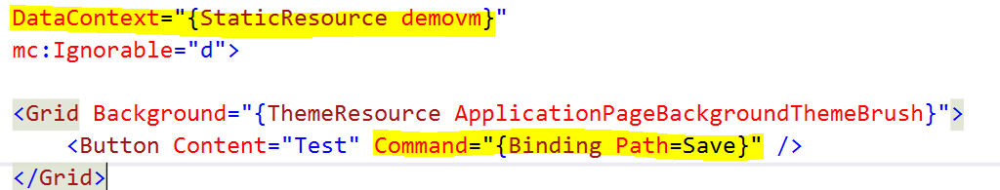 DataContext="{StaticResource demovm}"
mc:Ignorable="d">
<Grid Background="{ThemeResource ApplicationPageBackgroundThemeBrush}">
<Button Content="Test" Command="{Binding Path=Save}" />
</Grid>